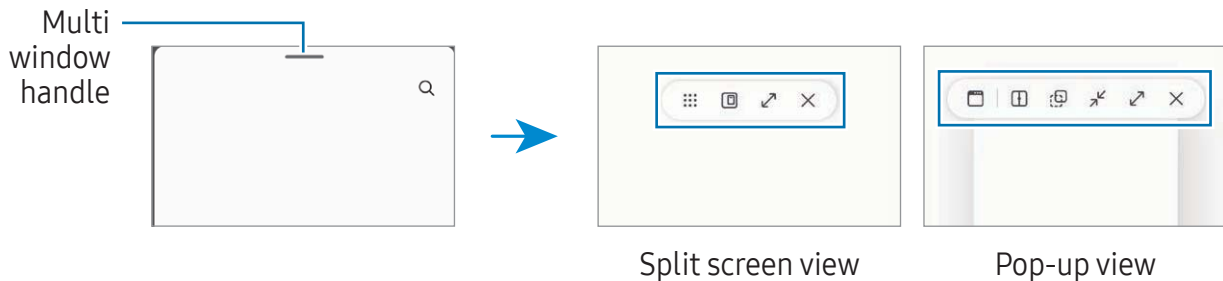 Multi
window
handle
Split screen view
Pop-up view